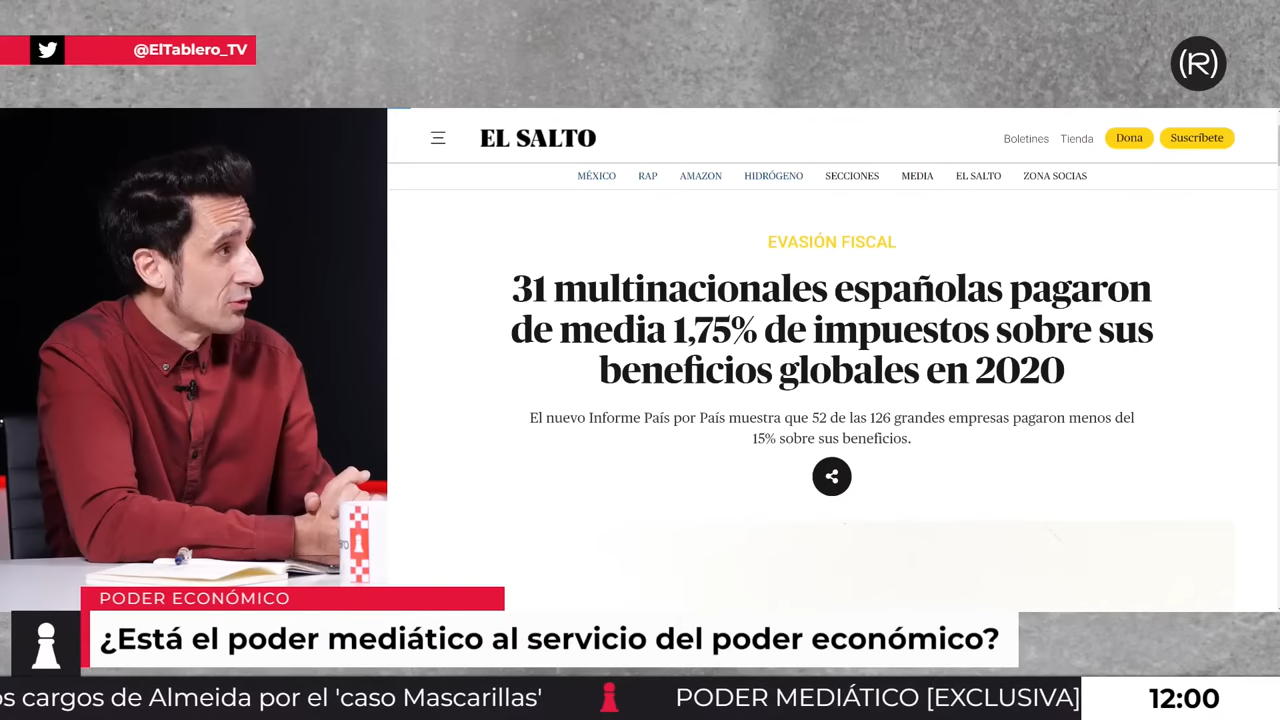 @ElTablero_TV
(R)
EL SALTO
Boletines Tienda Dona Suscríbete
MÉXICO RAP AMAZON HIDRÓGENO SECCIONES MEDIA EL SALTO ZONA SOCIAS
EVASIÓN FISCAL
31 multinacionales españolas pagaron
de media 1,75% de impuestos sobre sus
beneficios globales en 2020
El nuevo Informe País por País muestra que 52 de las 126 grandes empresas pagaron menos del
15% sobre sus beneficios.
PODER ECONÓMICO
¿Está el poder mediático al servicio del poder económico?
os cargos de Almeida por el 'caso Mascarillas' PODER MEDIÁTICO [EXCLUSIVA]
12:00